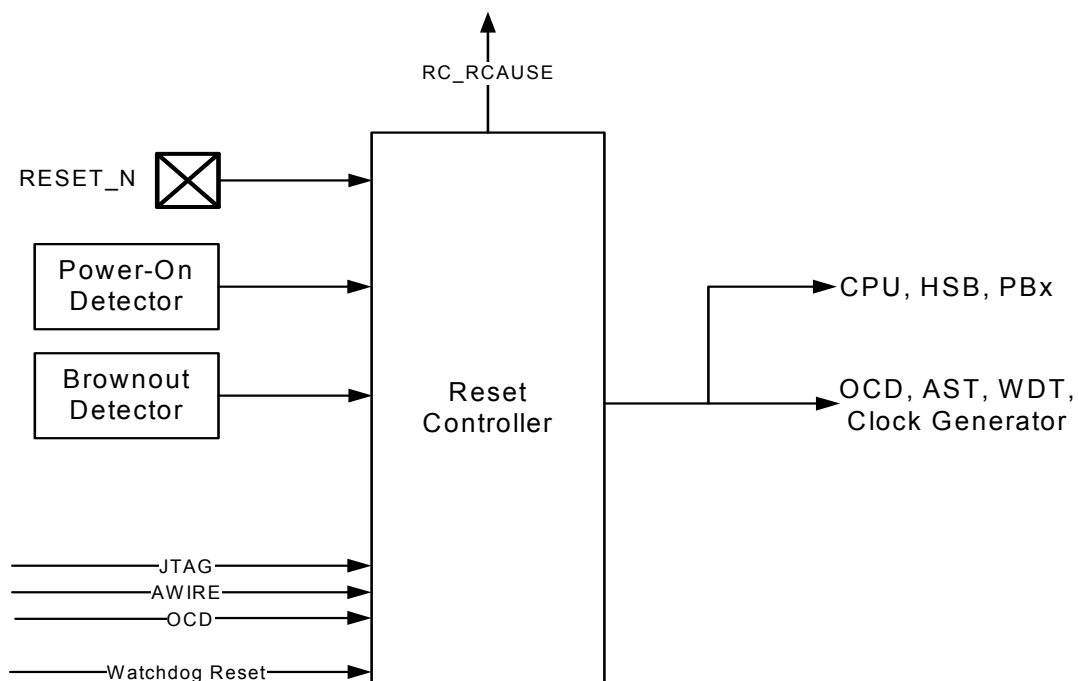 RC_RCAUSE
RESET_N
Power-On
Detector
CPU, HSB, PBx
Brownout
Detector
Reset
Controller
OCD, AST, WDT,
Clock Generator
JTAG
AWIRE
OCD
Watchdog Reset